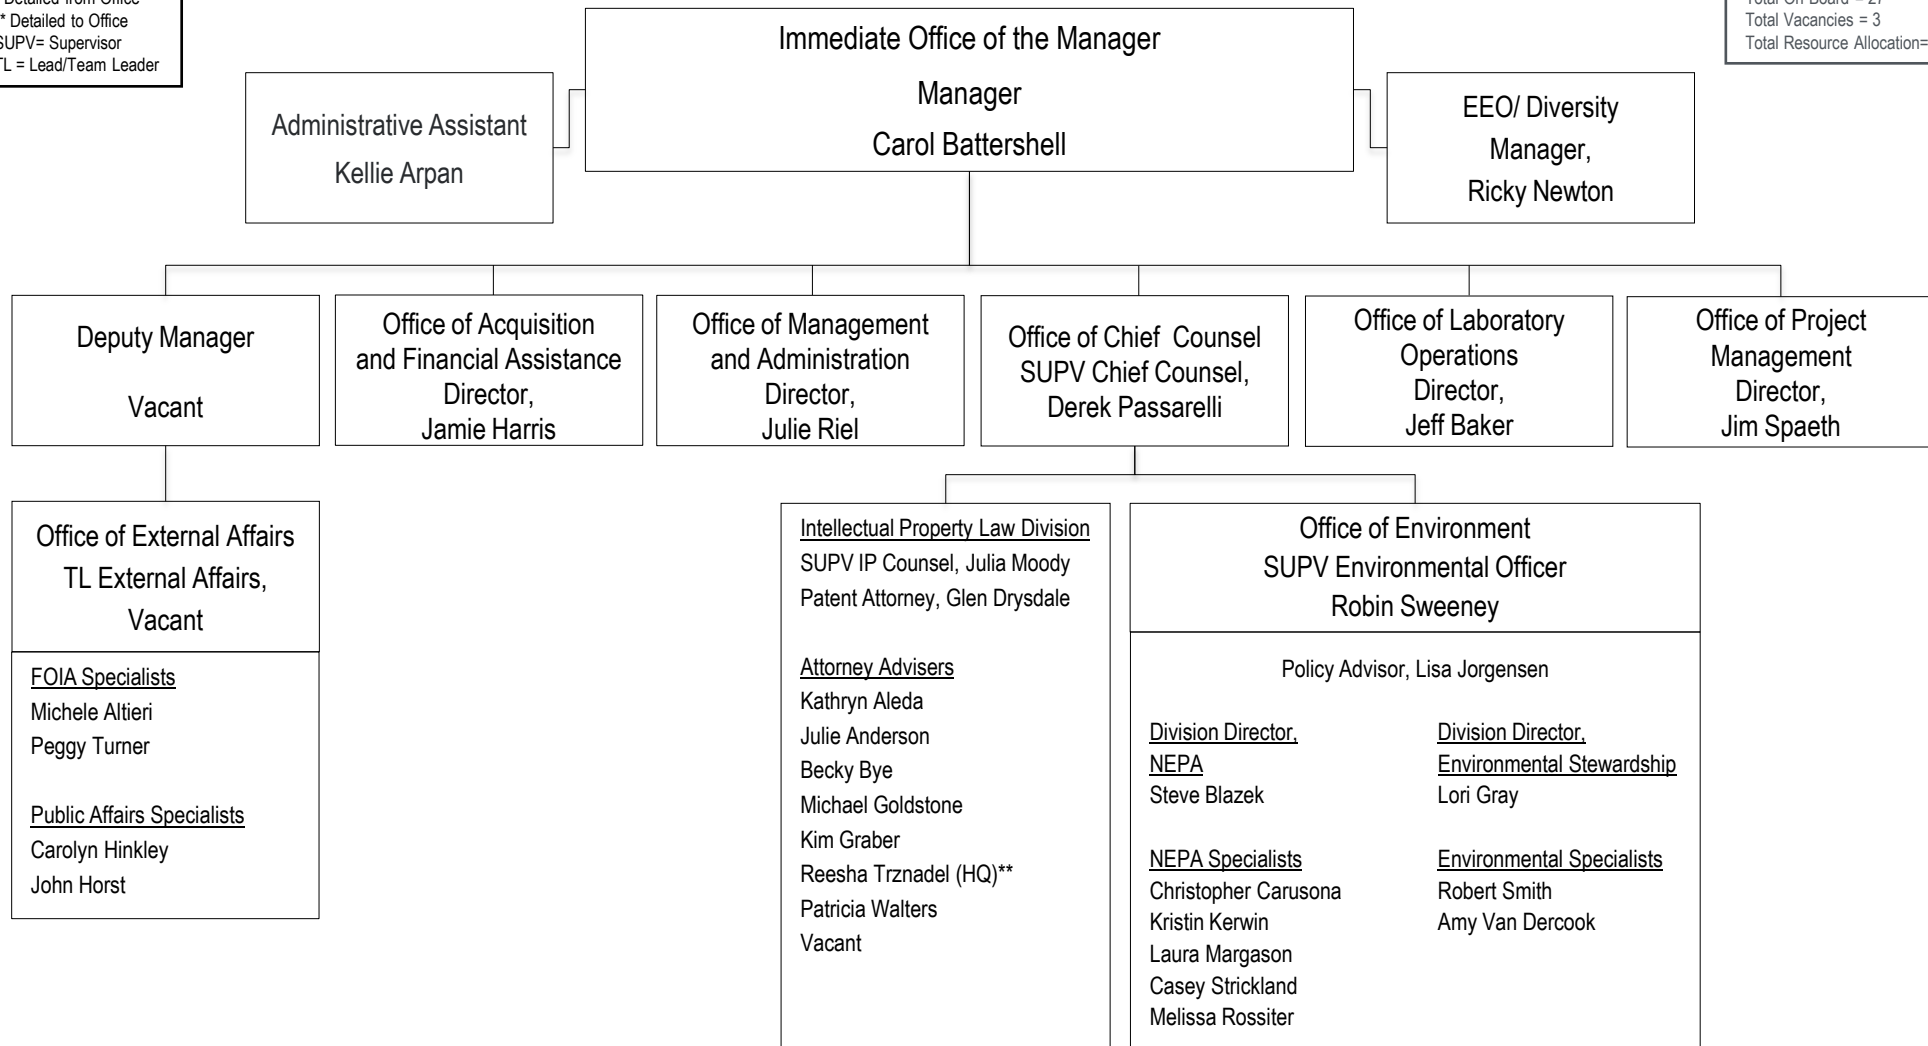 Detailed from Office
* Detailed to Office
SUPV= Supervisor
TL = Lead/Team Leader
Total On Board = 27
Total Vacancies = 3
Total Resource Allocation=
Immediate Office of the Manager
Manager
Carol Battershell
Administrative Assistant
Kellie Arpan
EEO/ Diversity
Manager,
Ricky Newton
Deputy Manager
Vacant
Office of Acquisition
and Financial Assistance
Director,
Jamie Harris
Office of Management
and Administration
Director,
Julie Riel
Office of Chief Counsel
SUPV Chief Counsel,
Derek Passarelli
Office of Laboratory
Operations
Director,
Jeff Baker
Office of Project
Management
Director,
Jim Spaeth
Office of External Affairs
TL External Affairs,
Vacant
FOIA Specialists
Michele Altieri
Peggy Turner
Public Affairs Specialists
Carolyn Hinkley
John Horst
Intellectual Property Law Division
SUPV IP Counsel, Julia Moody
Patent Attorney, Glen Drysdale
Attorney Advisers
Kathryn Aleda
Julie Anderson
Becky Bye
Michael Goldstone
Kim Graber
Reesha Trznadel (HQ)**
Patricia Walters
Vacant
Office of Environment
SUPV Environmental Officer
Robin Sweeney
Policy Advisor, Lisa Jorgensen
Division Director,
NEPA
Steve Blazek
NEPA Specialists
Christopher Carusona
Kristin Kerwin
Laura Margason
Casey Strickland
Melissa Rossiter
Division Director,
Environmental Stewardship
Lori Gray
Environmental Specialists
Robert Smith
Amy Van Dercook